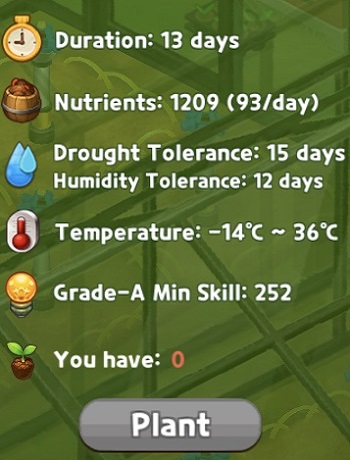 Duration: 13 days
Nutrients: 1209 (93/day)
Drought Tolerance: 15 days
Humidity Tolerance: 12 days
Temperature: -14℃ ~ 36℃
Grade-A Min Skill: 252
You have: 0
Plant